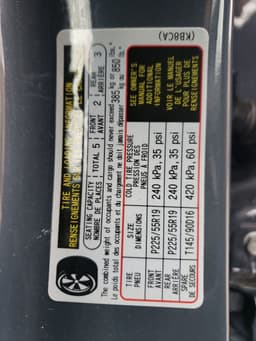 TIRE AND LOADING INFORMATION
RENSEIGNEMENTS SUR
SEATING CAPACITY
NOMBRE DE PLACES
TOTAL 5
FRONT
AVANT 2
REAR
ARRIÈRE 3
The combined weight of occupants and cargo should never exceed 385 kg or 850 lbs.
Le poids total des occupants et du chargement ne doit jamais dépasser kg ou lb.
TIRE
PNEU
SIZE
DIMENSIONS
COLD TIRE PRESSURE
PRESSION DES
PNEUS A FROID
FRONT
AVANT
P225/55R19
240 kPa, 35 psi
REAR
ARRIÈRE
P225/55R19
240 kPa, 35 psi
SPARE
DE SECOURS
T145/90D16
420 kPa, 60 psi
SEE OWNER'S
MANUAL FOR
ADDITIONAL
INFORMATION
VOIR LE MANUEL
DE L'USAGER
POUR PLUS DE
RENSEIGNEMENTS
(KB8CA)